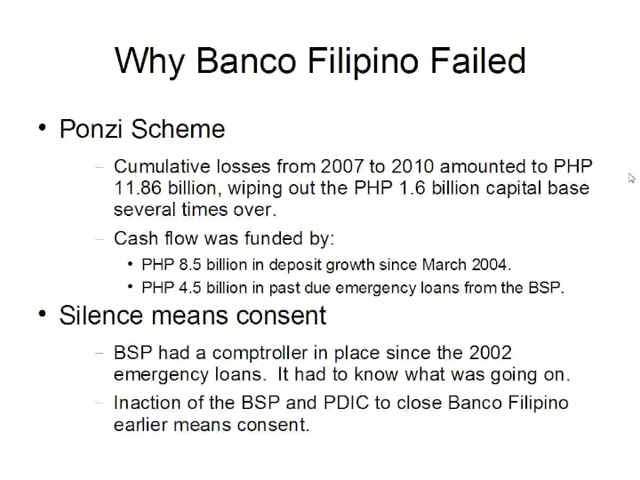 Why Banco Filipino Failed
• Ponzi Scheme
– Cumulative losses from 2007 to 2010 amounted to PHP
11.86 billion, wiping out the PHP 1.6 billion capital base
several times over.
– Cash flow was funded by:
• PHP 8.5 billion in deposit growth since March 2004.
• PHP 4.5 billion in past due emergency loans from the BSP.
• Silence means consent
– BSP had a comptroller in place since the 2002
emergency loans. It had to know what was going on.
– Inaction of the BSP and PDIC to close Banco Filipino
earlier means consent.